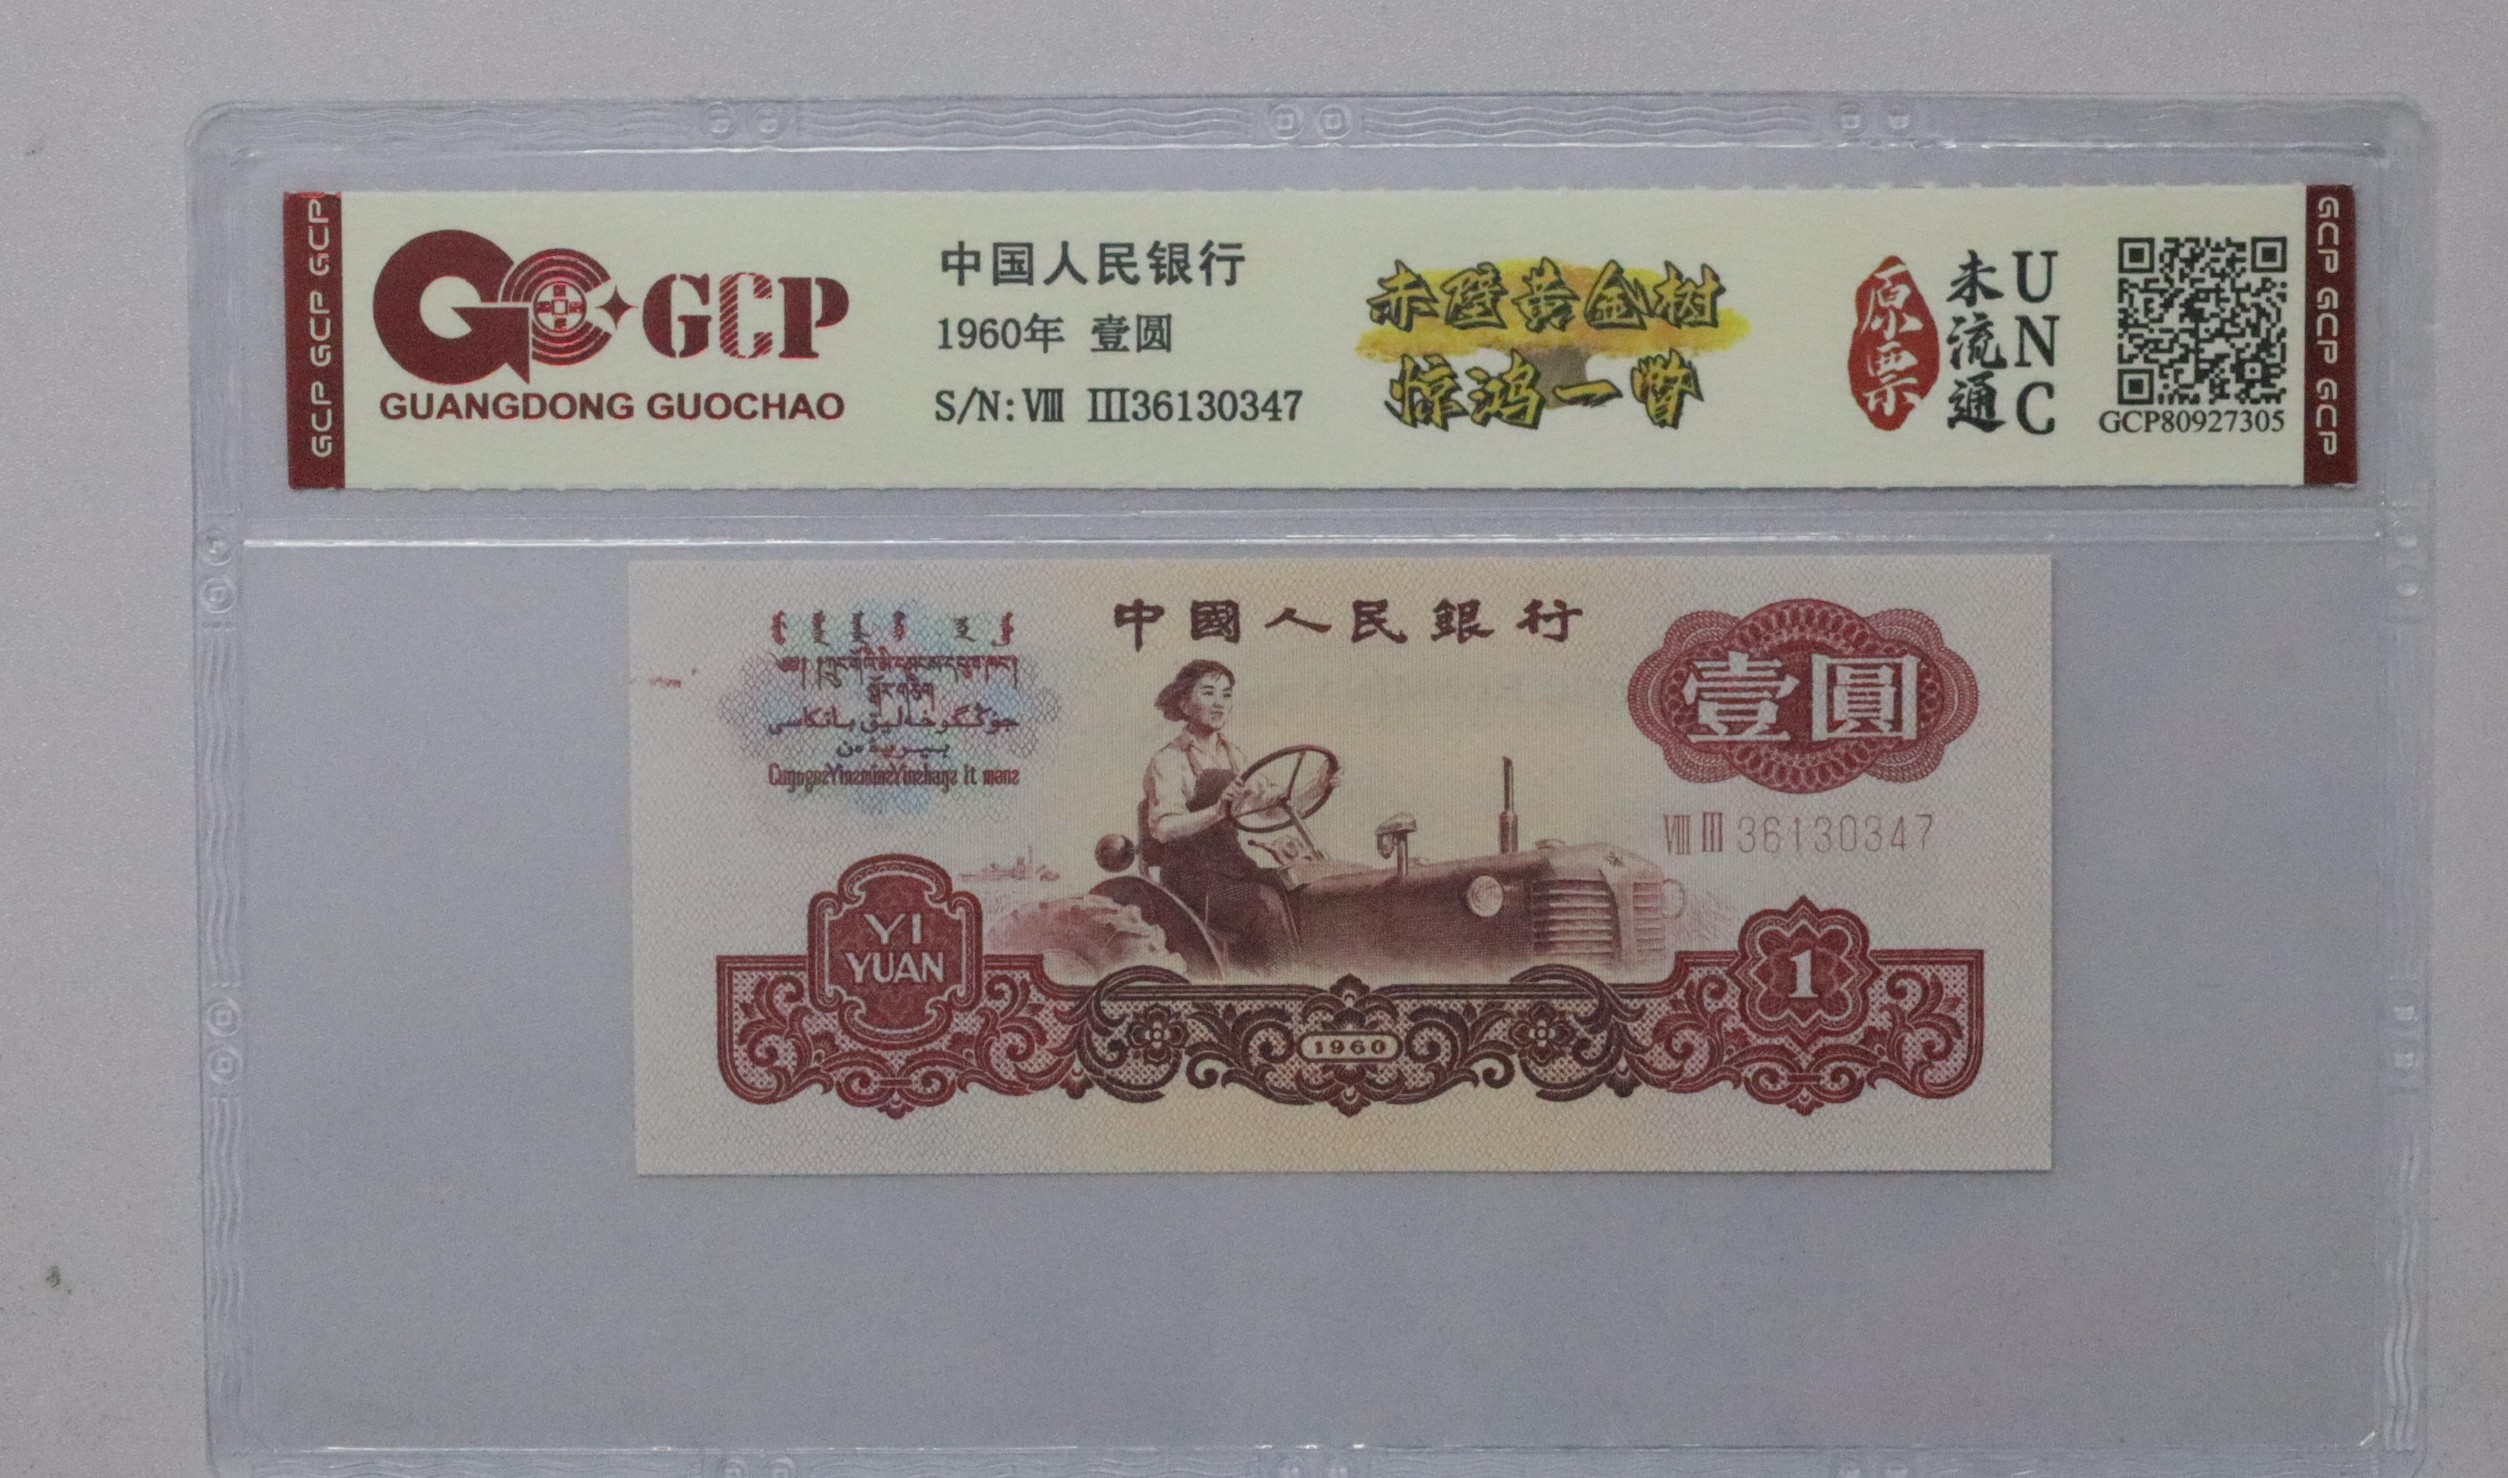 GCP GCP GCP
GCP
GUANGDONG GUOCHAO
中国人民银行
1960年 壹圆
S/N: Ⅷ Ⅲ36130347
赤壁黄金树
惊鸿一瞥
原票
未流通
UNC
GCP80927305
GCP GCP GCP
中國人民銀行
壹圓
Ⅷ Ⅲ 36130347
YI
YUAN
1960
1